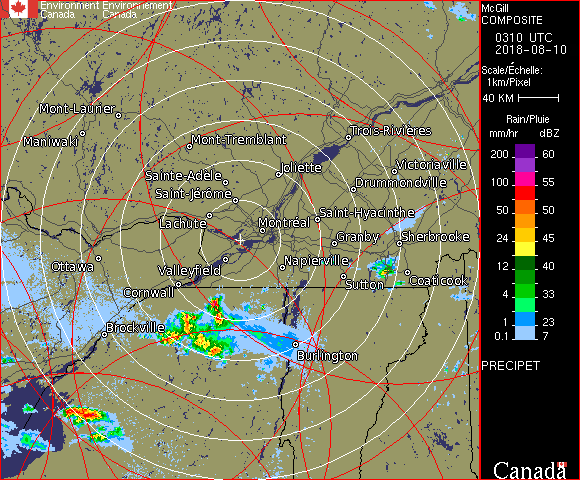 Environment Environnement
Canada Canada
McGill
COMPOSITE
0310 UTC
2018-08-10
Scale/Échelle:
1km/Pixel
40 KM
Rain/Pluie
mm/hr dBZ
200 60
100 55
50 50
24 45
12 40
4 33
1 23
0.1 7
PRECIPET
Canada
Mont-Laurier
Maniwaki
Mont-Tremblant
Trois-Rivières
Joliette
Victoriaville
Sainte-Adèle
Drummondville
Saint-Jérôme
Lachute
Saint-Hyacinthe
Montréal
Granby
Sherbrooke
Ottawa
Valleyfield
Napierville
Coaticook
Sutton
Cornwall
Brockville
Burlington